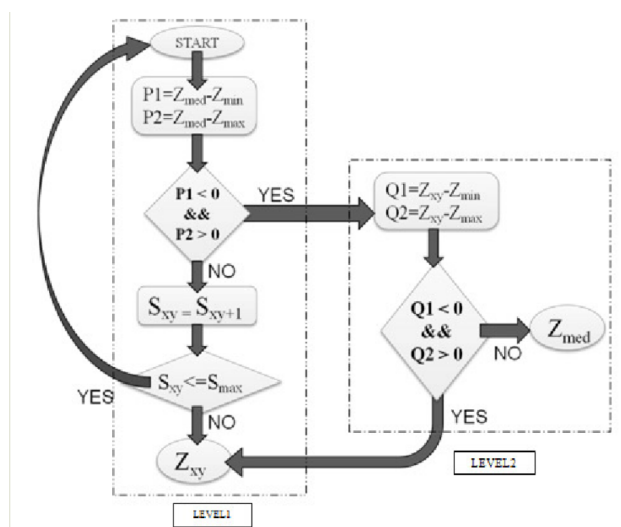 START
P1=Zmed-Zmin
P2=Zmed-Zmax
P1 < 0
&&
P2 > 0
YES
NO
Sxy = Sxy+1
Sxy<=Smax
YES
NO
Zxy
LEVEL1
Q1=Zxy-Zmin
Q2=Zxy-Zmax
Q1 < 0
&&
Q2 > 0
NO
Zmed
YES
LEVEL2